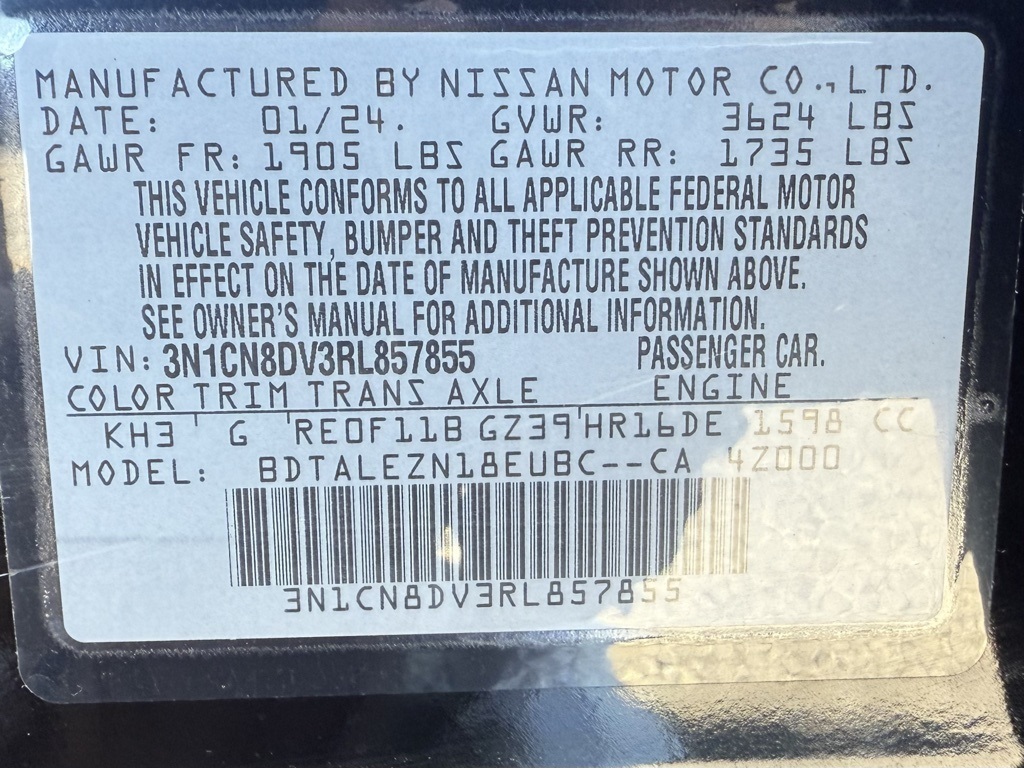 MANUFACTURED BY NISSAN MOTOR CO., LTD.
DATE: 01/24. GVWR: 3624 LBS
GAWR FR: 1905 LBS GAWR RR: 1735 LBS
THIS VEHICLE CONFORMS TO ALL APPLICABLE FEDERAL MOTOR
VEHICLE SAFETY, BUMPER AND THEFT PREVENTION STANDARDS
IN EFFECT ON THE DATE OF MANUFACTURE SHOWN ABOVE.
SEE OWNER'S MANUAL FOR ADDITIONAL INFORMATION.
VIN: 3N1CN8DV3RL857855 PASSENGER CAR.
COLOR TRIM TRANS AXLE ENGINE
KH3 G RE0F11B GZ39 HR16DE 1598 CC
MODEL: BDTALEZN18EUBC--CA 4Z000
3N1CN8DV3RL857855